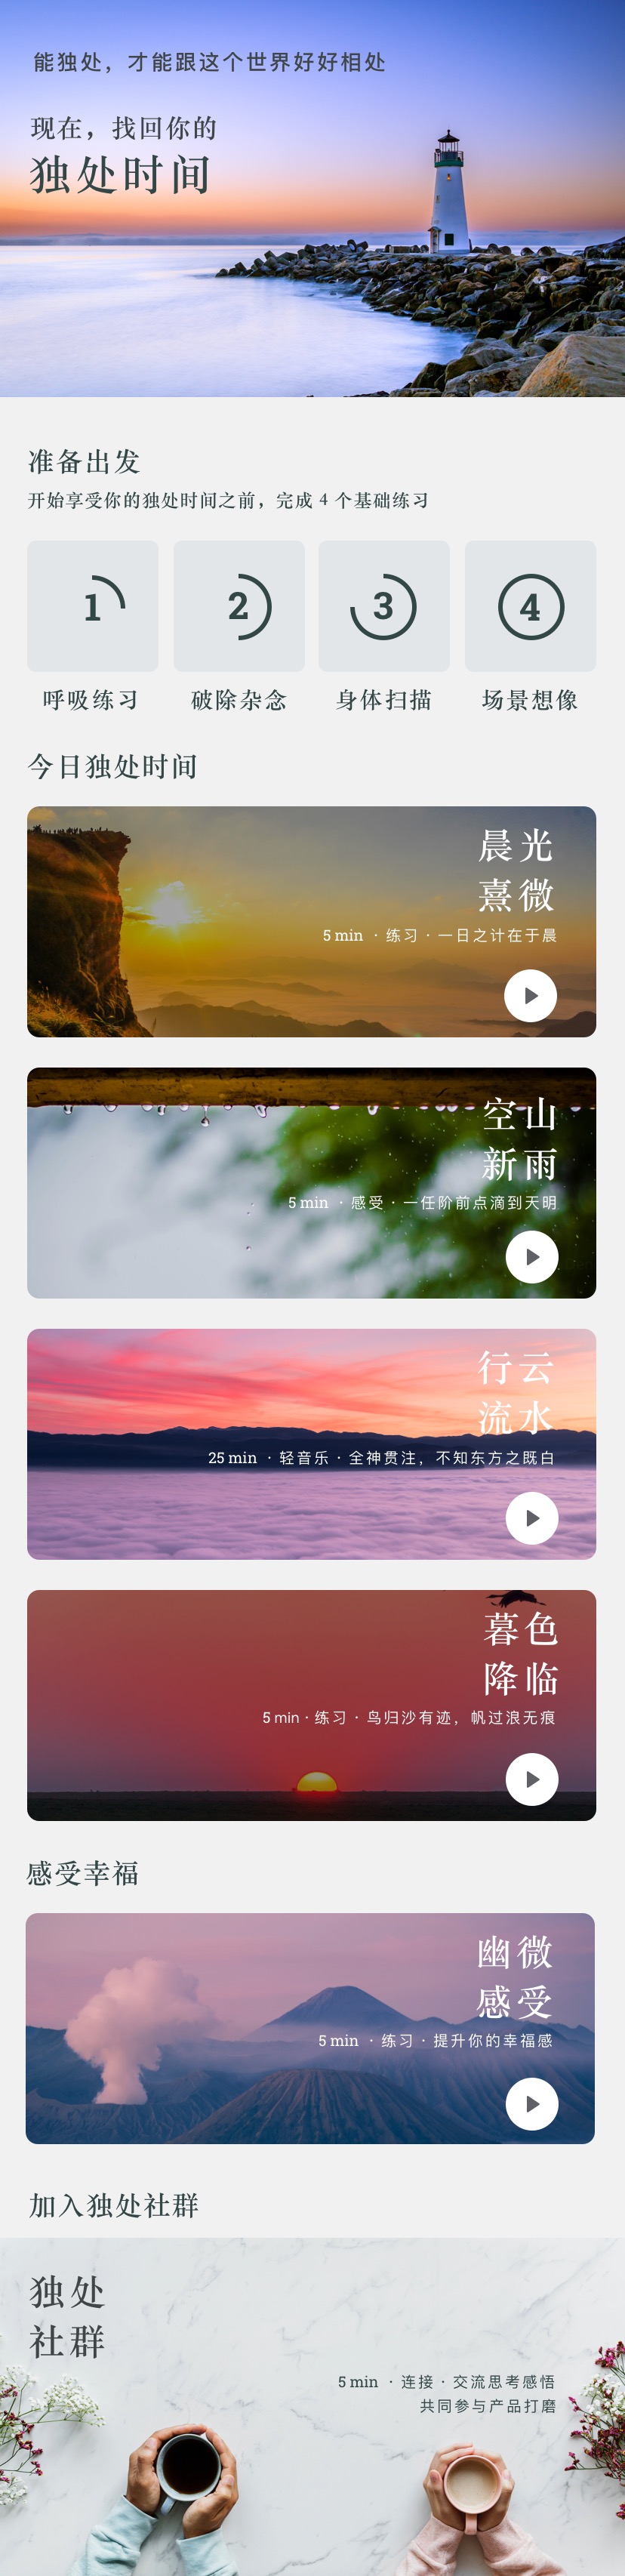 能独处，才能跟这个世界好好相处
现在，找回你的
独处时间
准备出发
开始享受你的独处时间之前，完成 4 个基础练习
1
2
3
4
呼吸练习
破除杂念
身体扫描
场景想像
今日独处时间
晨光
熹微
5 min · 练习 · 一日之计在于晨
空山
新雨
5 min · 感受 · 一任阶前点滴到天明
行云
流水
25 min · 轻音乐 · 全神贯注，不知东方之既白
暮色
降临
5 min · 练习 · 鸟归沙有迹，帆过浪无痕
感受幸福
幽微
感受
5 min · 练习 · 提升你的幸福感
加入独处社群
独处
社群
5 min · 连接 · 交流思考感悟
共同参与产品打磨